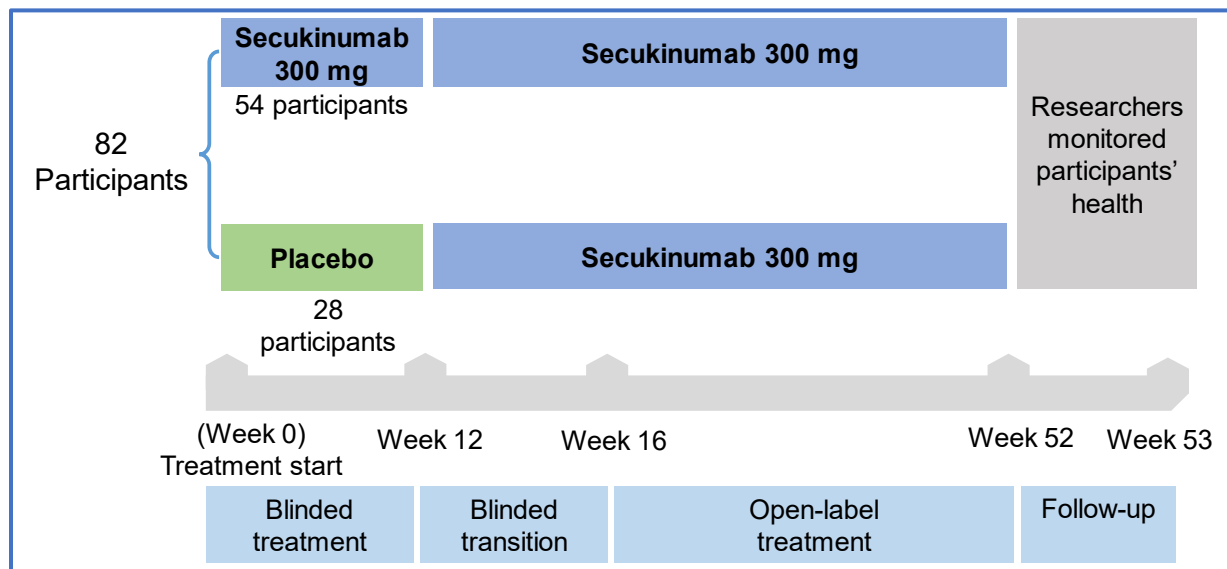 Secukinumab
300 mg
Secukinumab 300 mg
54 participants
82
Participants
Researchers
monitored
participants’
health
Placebo
Secukinumab 300 mg
28
participants
(Week 0)
Treatment start
Week 12
Week 16
Week 52
Week 53
Blinded
treatment
Blinded
transition
Open-label
treatment
Follow-up